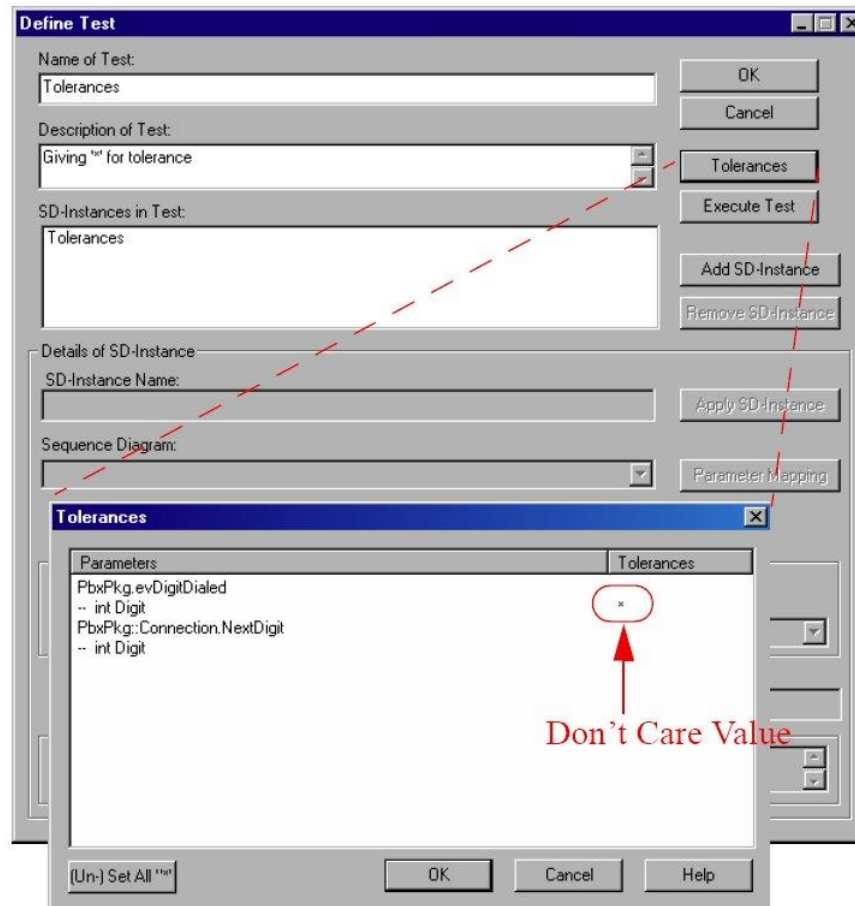 Define Test
Name of Test:
Tolerances
OK
Cancel
Description of Test:
Giving '*' for tolerance
Tolerances
Execute Test
SD-Instances in Test:
Tolerances
Add SD-Instance
Remove SD-Instance
Details of SD-Instance
SD-Instance Name:
Apply SD-Instance
Sequence Diagram:
Parameter Mapping
Tolerances
Parameters Tolerances
PbxPkg.evDigitDialed
-- int Digit *
PbxPkg::Connection.NextDigit
-- int Digit
Don't Care Value
(Un-) Set All "*"
OK
Cancel
Help